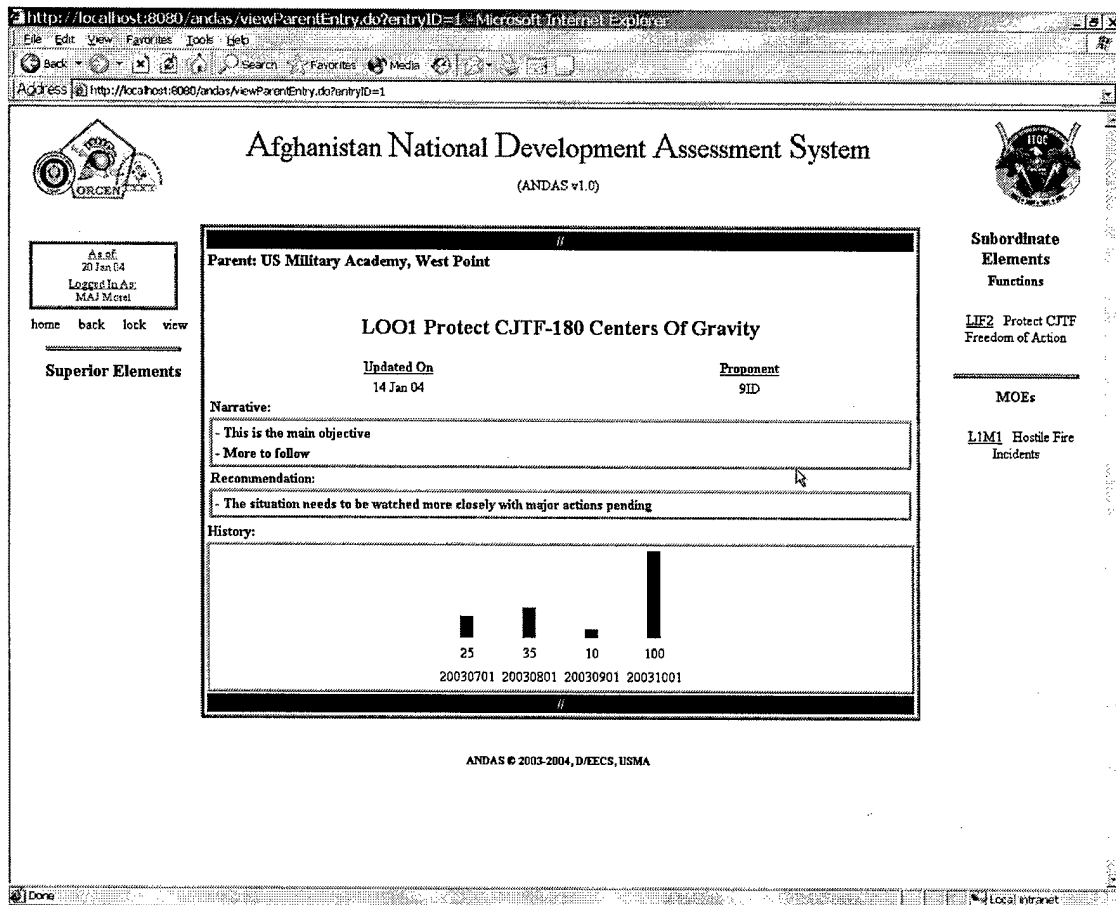 http://localhost:8080/andas/viewParentEntry.do?entryID=1 - Microsoft Internet Explorer
File Edit View Favorites Tools Help
Back Search Favorites Media
Address http://localhost:8080/andas/viewParentEntry.do?entryID=1
Afghanistan National Development Assessment System
(ANDAS v1.0)
ORCEN
As of:
20 Jan 04
Logged In As:
MAJ Morel
home back lock view
Superior Elements
//
Parent: US Military Academy, West Point
LOO1 Protect CJTF-180 Centers Of Gravity
Updated On
14 Jan 04
Proponent
9ID
Narrative:
- This is the main objective
- More to follow
Recommendation:
- The situation needs to be watched more closely with major actions pending
History:
25 35 10 100
20030701 20030801 20030901 20031001
//
Subordinate
Elements
Functions
L1F2 Protect CJTF
Freedom of Action
MOEs
L1M1 Hostile Fire
Incidents
ANDAS © 2003-2004, D/EECS, USMA
Done
Local intranet